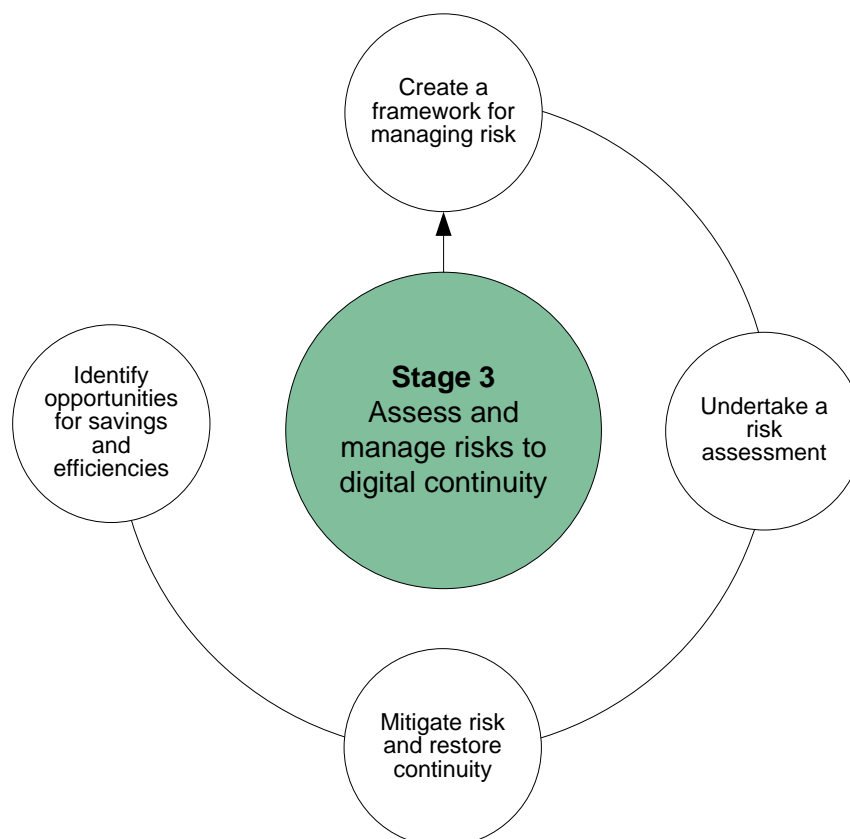 Create a
framework for
managing risk
Stage 3
Assess and
manage risks to
digital continuity
Identify
opportunities
for savings
and
efficiencies
Undertake a
risk
assessment
Mitigate risk
and restore
continuity